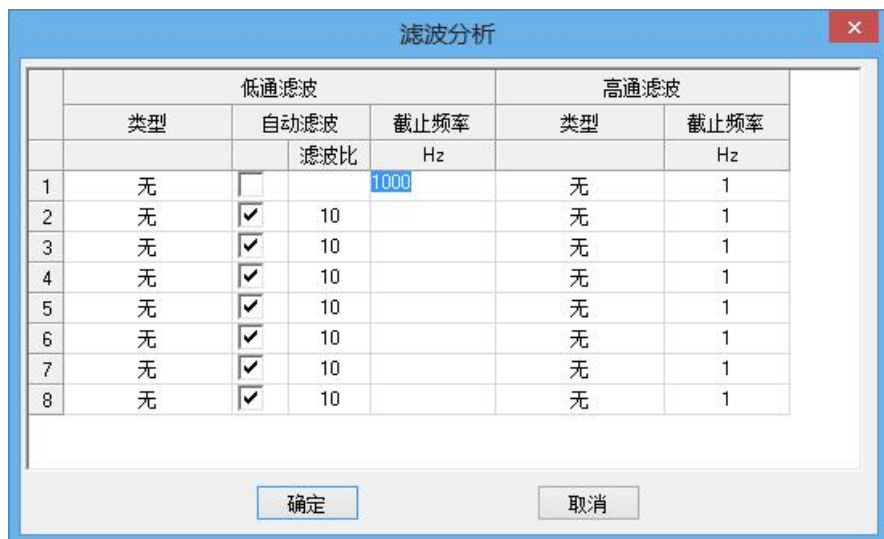 滤波分析
低通滤波 高通滤波
类型 自动滤波 截止频率 类型 截止频率
滤波比 Hz Hz
1 无 1000 无 1
2 无 10 无 1
3 无 10 无 1
4 无 10 无 1
5 无 10 无 1
6 无 10 无 1
7 无 10 无 1
8 无 10 无 1
确定 取消